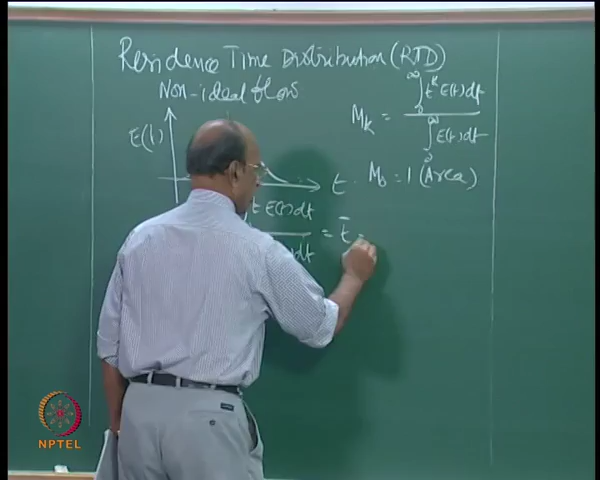 Residence Time Distribution (RTD)
Non-ideal flow
M_k = ∫₀^∞ t^k E(t) dt / ∫₀^∞ E(t) dt
E(t)
t
M₀ = 1 (Area)
t E(t) dt
= t̄ =
dt
NPTEL